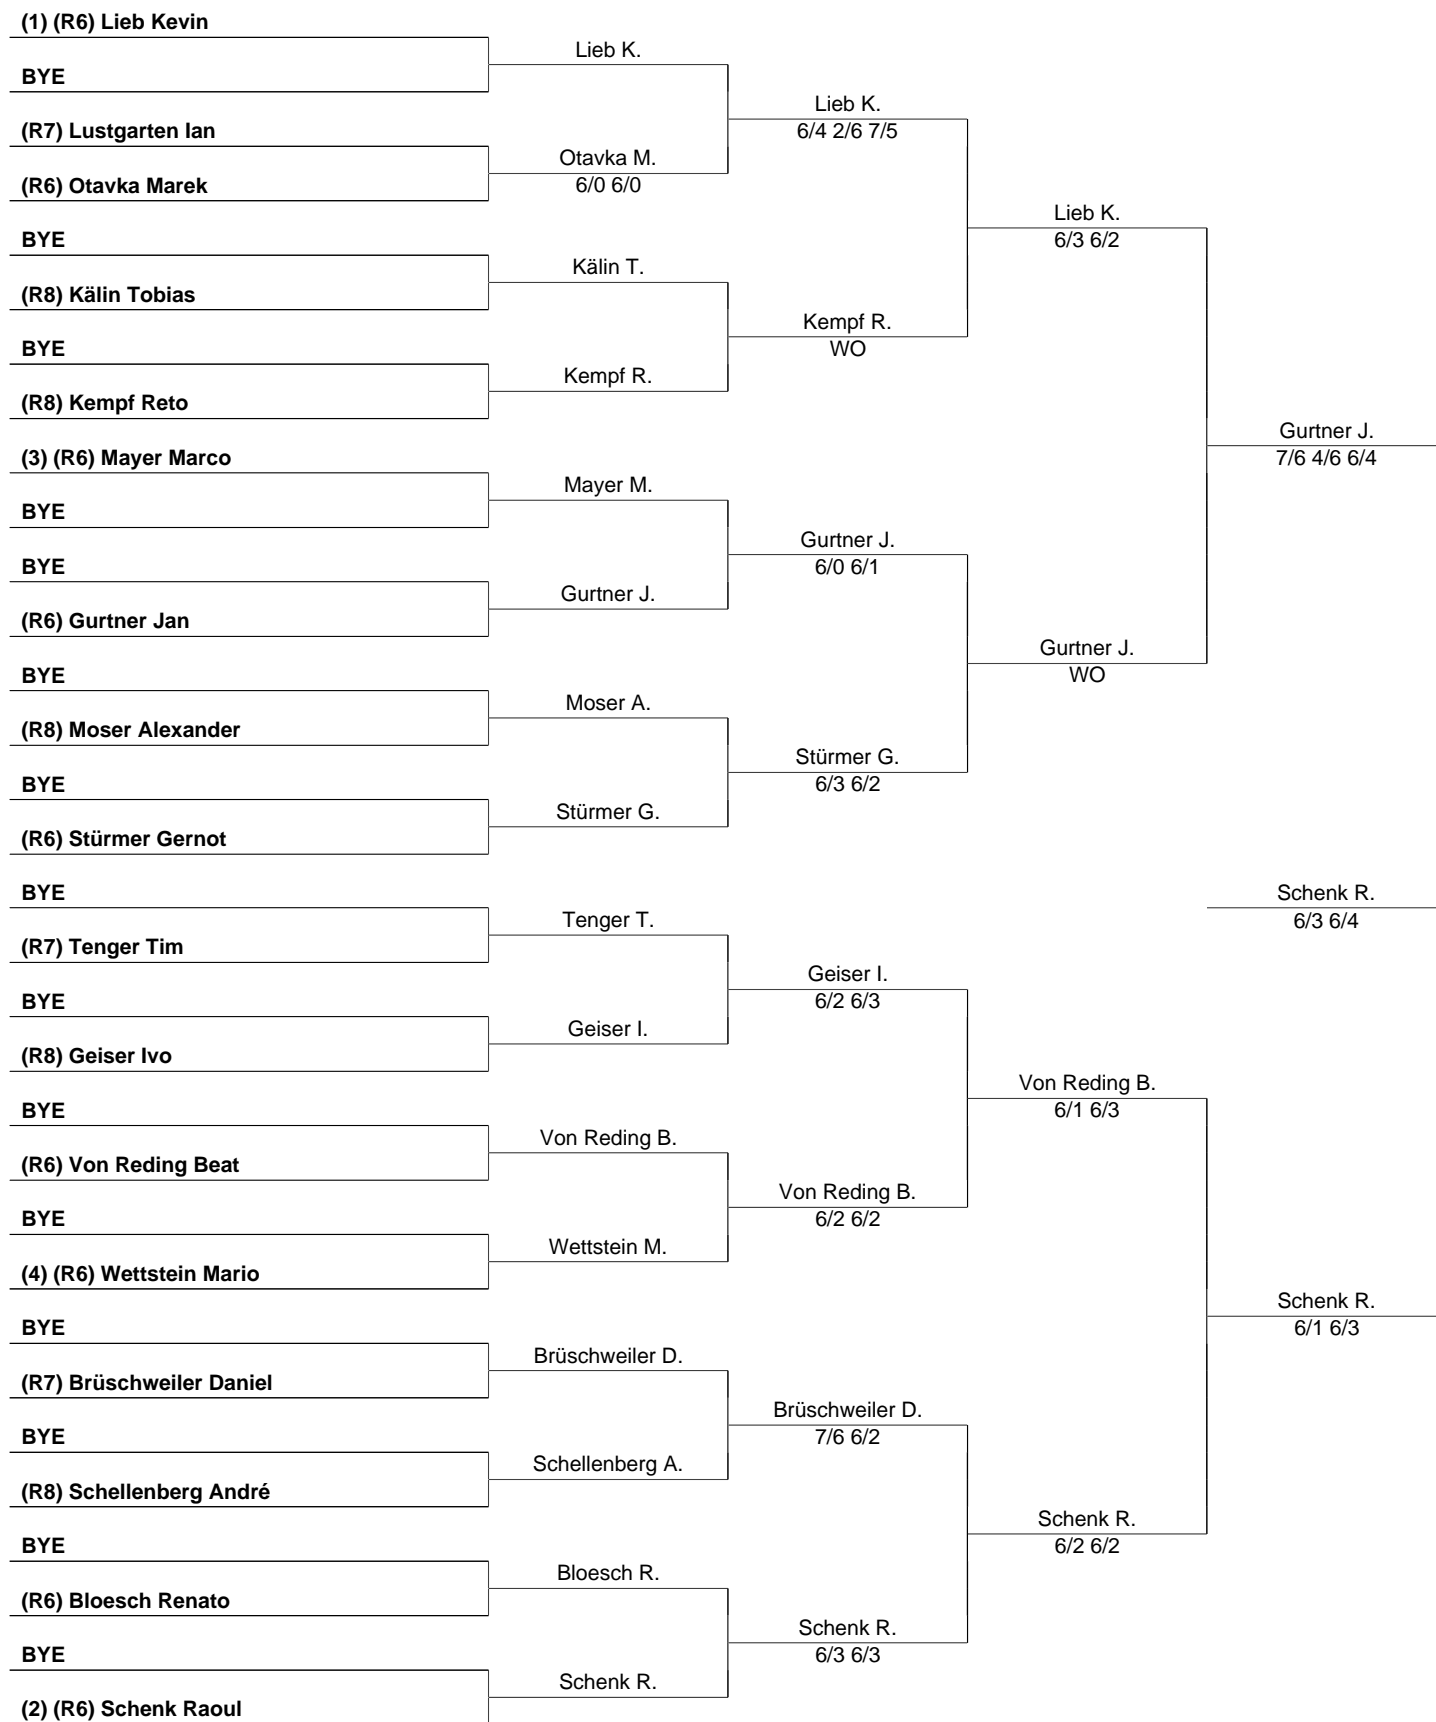 (1) (R6) Lieb Kevin
BYE
(R7) Lustgarten Ian
(R6) Otavka Marek
BYE
(R8) Kälin Tobias
BYE
(R8) Kempf Reto
(3) (R6) Mayer Marco
BYE
BYE
(R6) Gurtner Jan
BYE
(R8) Moser Alexander
BYE
(R6) Stürmer Gernot
BYE
(R7) Tenger Tim
BYE
(R8) Geiser Ivo
BYE
(R6) Von Reding Beat
BYE
(4) (R6) Wettstein Mario
BYE
(R7) Brüschweiler Daniel
BYE
(R8) Schellenberg André
BYE
(R6) Bloesch Renato
BYE
(2) (R6) Schenk Raoul
Lieb K.
Otavka M.
6/0 6/0
Kälin T.
Kempf R.
Mayer M.
Gurtner J.
Moser A.
Stürmer G.
Tenger T.
Geiser I.
Von Reding B.
Wettstein M.
Brüschweiler D.
Schellenberg A.
Bloesch R.
Schenk R.
Lieb K.
6/4 2/6 7/5
Kempf R.
WO
Gurtner J.
6/0 6/1
Stürmer G.
6/3 6/2
Geiser I.
6/2 6/3
Von Reding B.
6/2 6/2
Brüschweiler D.
7/6 6/2
Schenk R.
6/3 6/3
Lieb K.
6/3 6/2
Gurtner J.
WO
Von Reding B.
6/1 6/3
Schenk R.
6/2 6/2
Gurtner J.
7/6 4/6 6/4
Schenk R.
6/3 6/4
Schenk R.
6/1 6/3